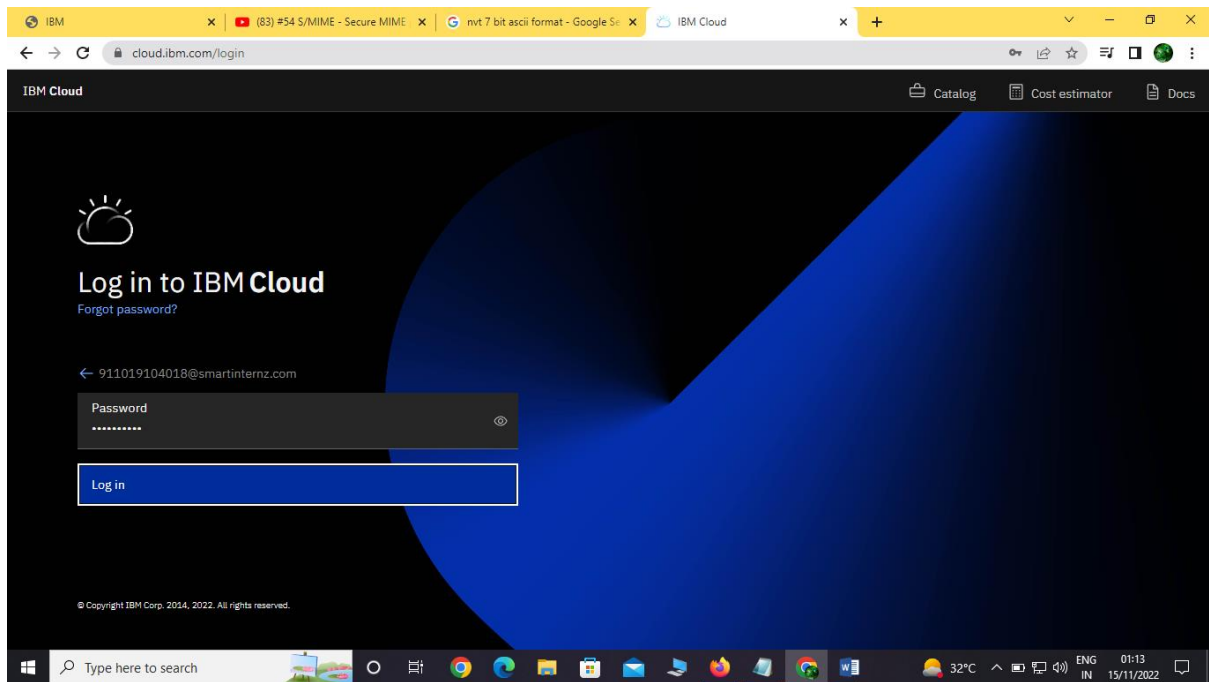 IBM
(83) #54 S/MIME - Secure MIME
nvt 7 bit ascii format - Google Se
IBM Cloud
cloud.ibm.com/login
IBM Cloud
Catalog
Cost estimator
Docs
Log in to IBM Cloud
Forgot password?
911019104018@smartinternz.com
Password
Log in
© Copyright IBM Corp. 2014, 2022. All rights reserved.
Type here to search
32°C
ENG
IN
01:13
15/11/2022